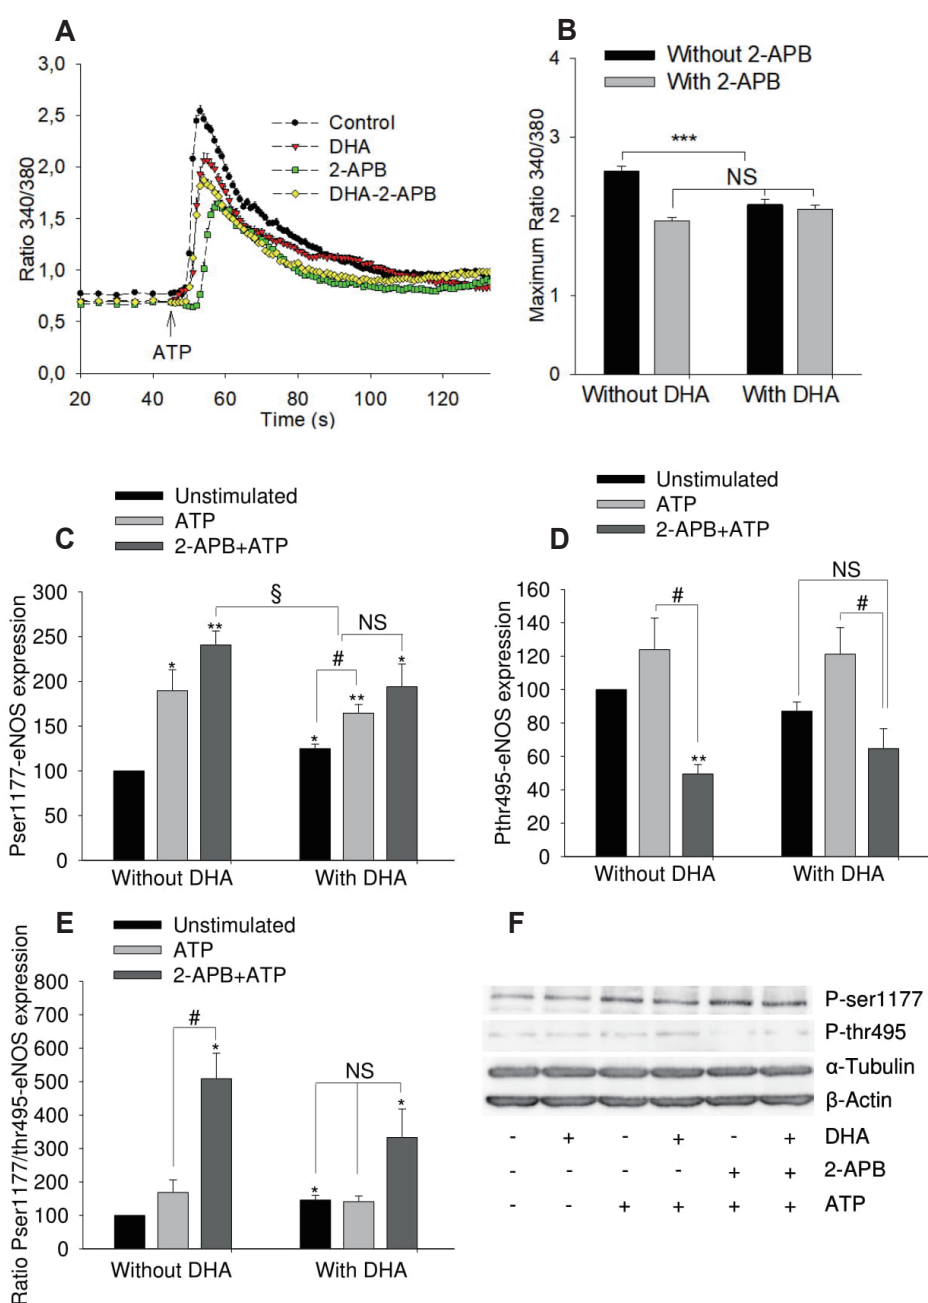 A
3,0
2,5
2,0
1,5
1,0
0,5
0,0
Ratio 340/380
Control
DHA
2-APB
DHA-2-APB
ATP
20 40 60 80 100 120
Time (s)
B
Without 2-APB
With 2-APB
4
3
2
1
0
Maximum Ratio 340/380
***
NS
Without DHA With DHA
C
Unstimulated
ATP
2-APB+ATP
300
250
200
150
100
50
0
Pser1177-eNOS expression
§
NS
#
* ** * ** *
Without DHA With DHA
D
Unstimulated
ATP
2-APB+ATP
160
140
120
100
80
60
40
20
0
Pthr495-eNOS expression
NS
# #
**
Without DHA With DHA
E
Unstimulated
ATP
2-APB+ATP
800
700
600
500
400
300
200
100
0
Ratio Pser1177/thr495-eNOS expression
#
NS
* * *
Without DHA With DHA
F
P-ser1177
P-thr495
α-Tubulin
β-Actin
- + - + - + DHA
- - - - + + 2-APB
- - + + + + ATP